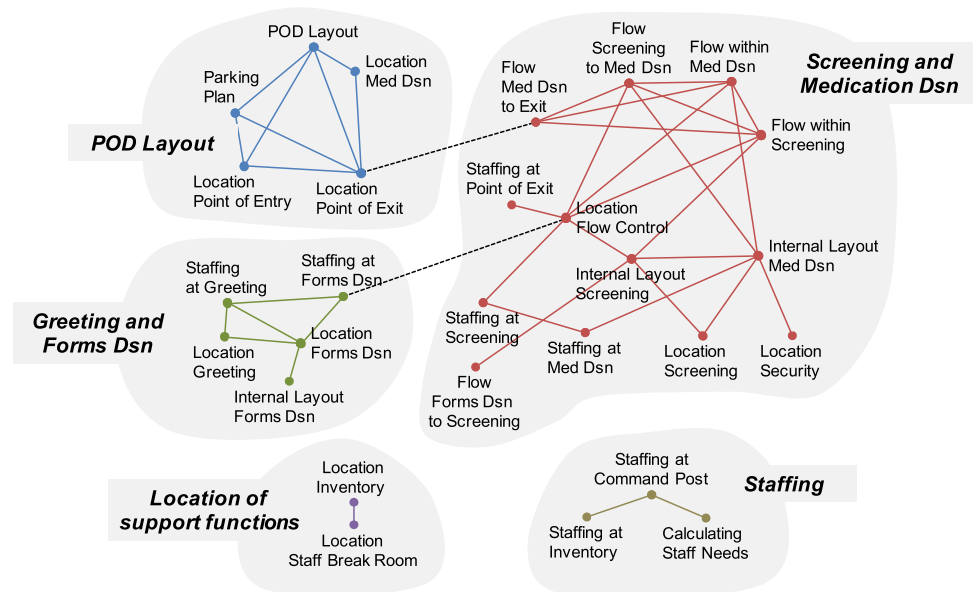 POD Layout
Location
Med Dsn
Parking
Plan
POD Layout
Location
Point of Entry
Location
Point of Exit
Flow
Screening
to Med Dsn
Flow within
Med Dsn
Screening and
Medication Dsn
Flow
Med Dsn
to Exit
Flow within
Screening
Staffing at
Point of Exit
Location
Flow Control
Internal Layout
Med Dsn
Internal Layout
Screening
Staffing at
Screening
Staffing at
Med Dsn
Location
Screening
Location
Security
Flow
Forms Dsn
to Screening
Staffing
at Greeting
Staffing at
Forms Dsn
Greeting and
Forms Dsn
Location
Greeting
Location
Forms Dsn
Internal Layout
Forms Dsn
Location
Inventory
Location of
support functions
Location
Staff Break Room
Staffing at
Command Post
Staffing
Staffing at
Inventory
Calculating
Staff Needs